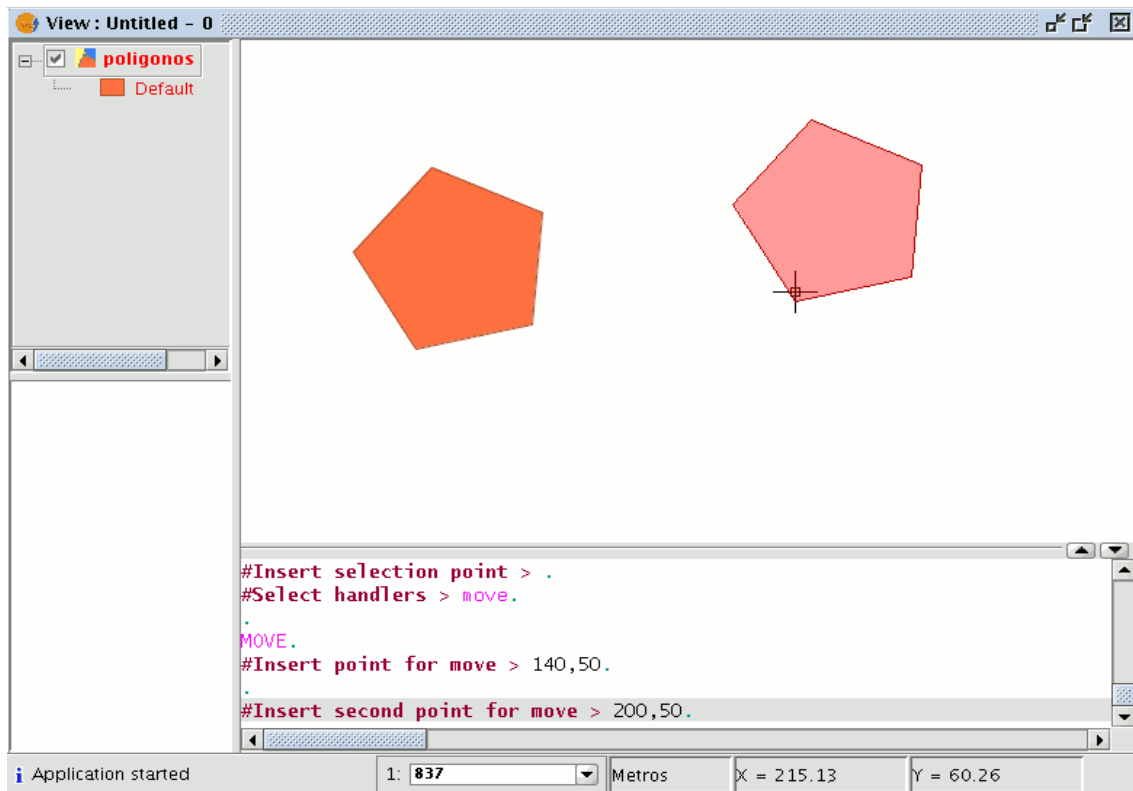 View : Untitled - 0
poligonos
Default
#Insert selection point > .
#Select handlers > move.
.
MOVE.
#Insert point for move > 140,50.
.
#Insert second point for move > 200,50.
i Application started 1: 837 Metros X = 215.13 Y = 60.26